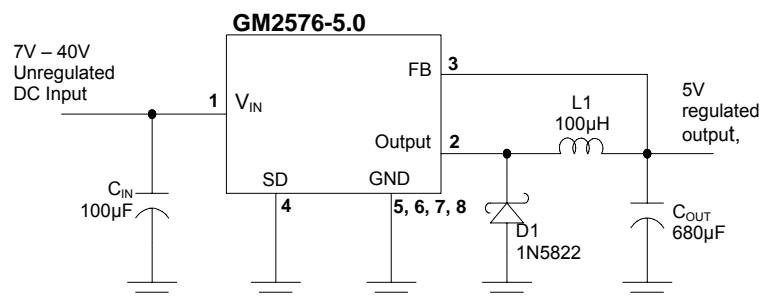 GM2576-5.0
7V – 40V
Unregulated
DC Input
1
VIN
FB
3
Output
2
L1
100µH
5V
regulated
output,
SD
4
GND
5, 6, 7, 8
CIN
100µF
D1
1N5822
COUT
680µF